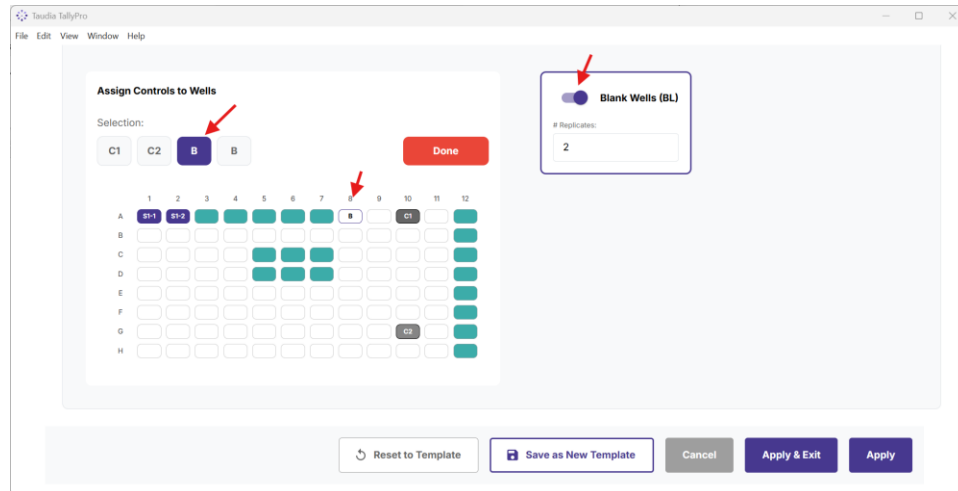 Taudia TallyPro
File Edit View Window Help
Assign Controls to Wells
Selection:
C1 C2 B B
Done
1 2 3 4 5 6 7 8 9 10 11 12
A S1-1 S1-2 B C1
B
C
D
E
F
G C2
H
Blank Wells (BL)
# Replicates:
2
Reset to Template
Save as New Template
Cancel
Apply & Exit
Apply